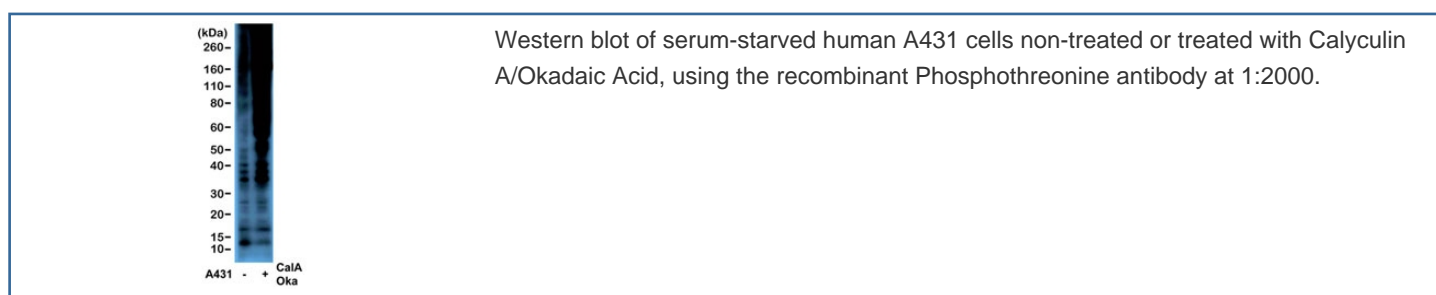 (kDa)
260-
160-
110-
80-
60-
50-
40-
30-
20-
15-
10-
A431 - + CalA
Oka
Western blot of serum-starved human A431 cells non-treated or treated with Calyculin
A/Okadaic Acid, using the recombinant Phosphothreonine antibody at 1:2000.